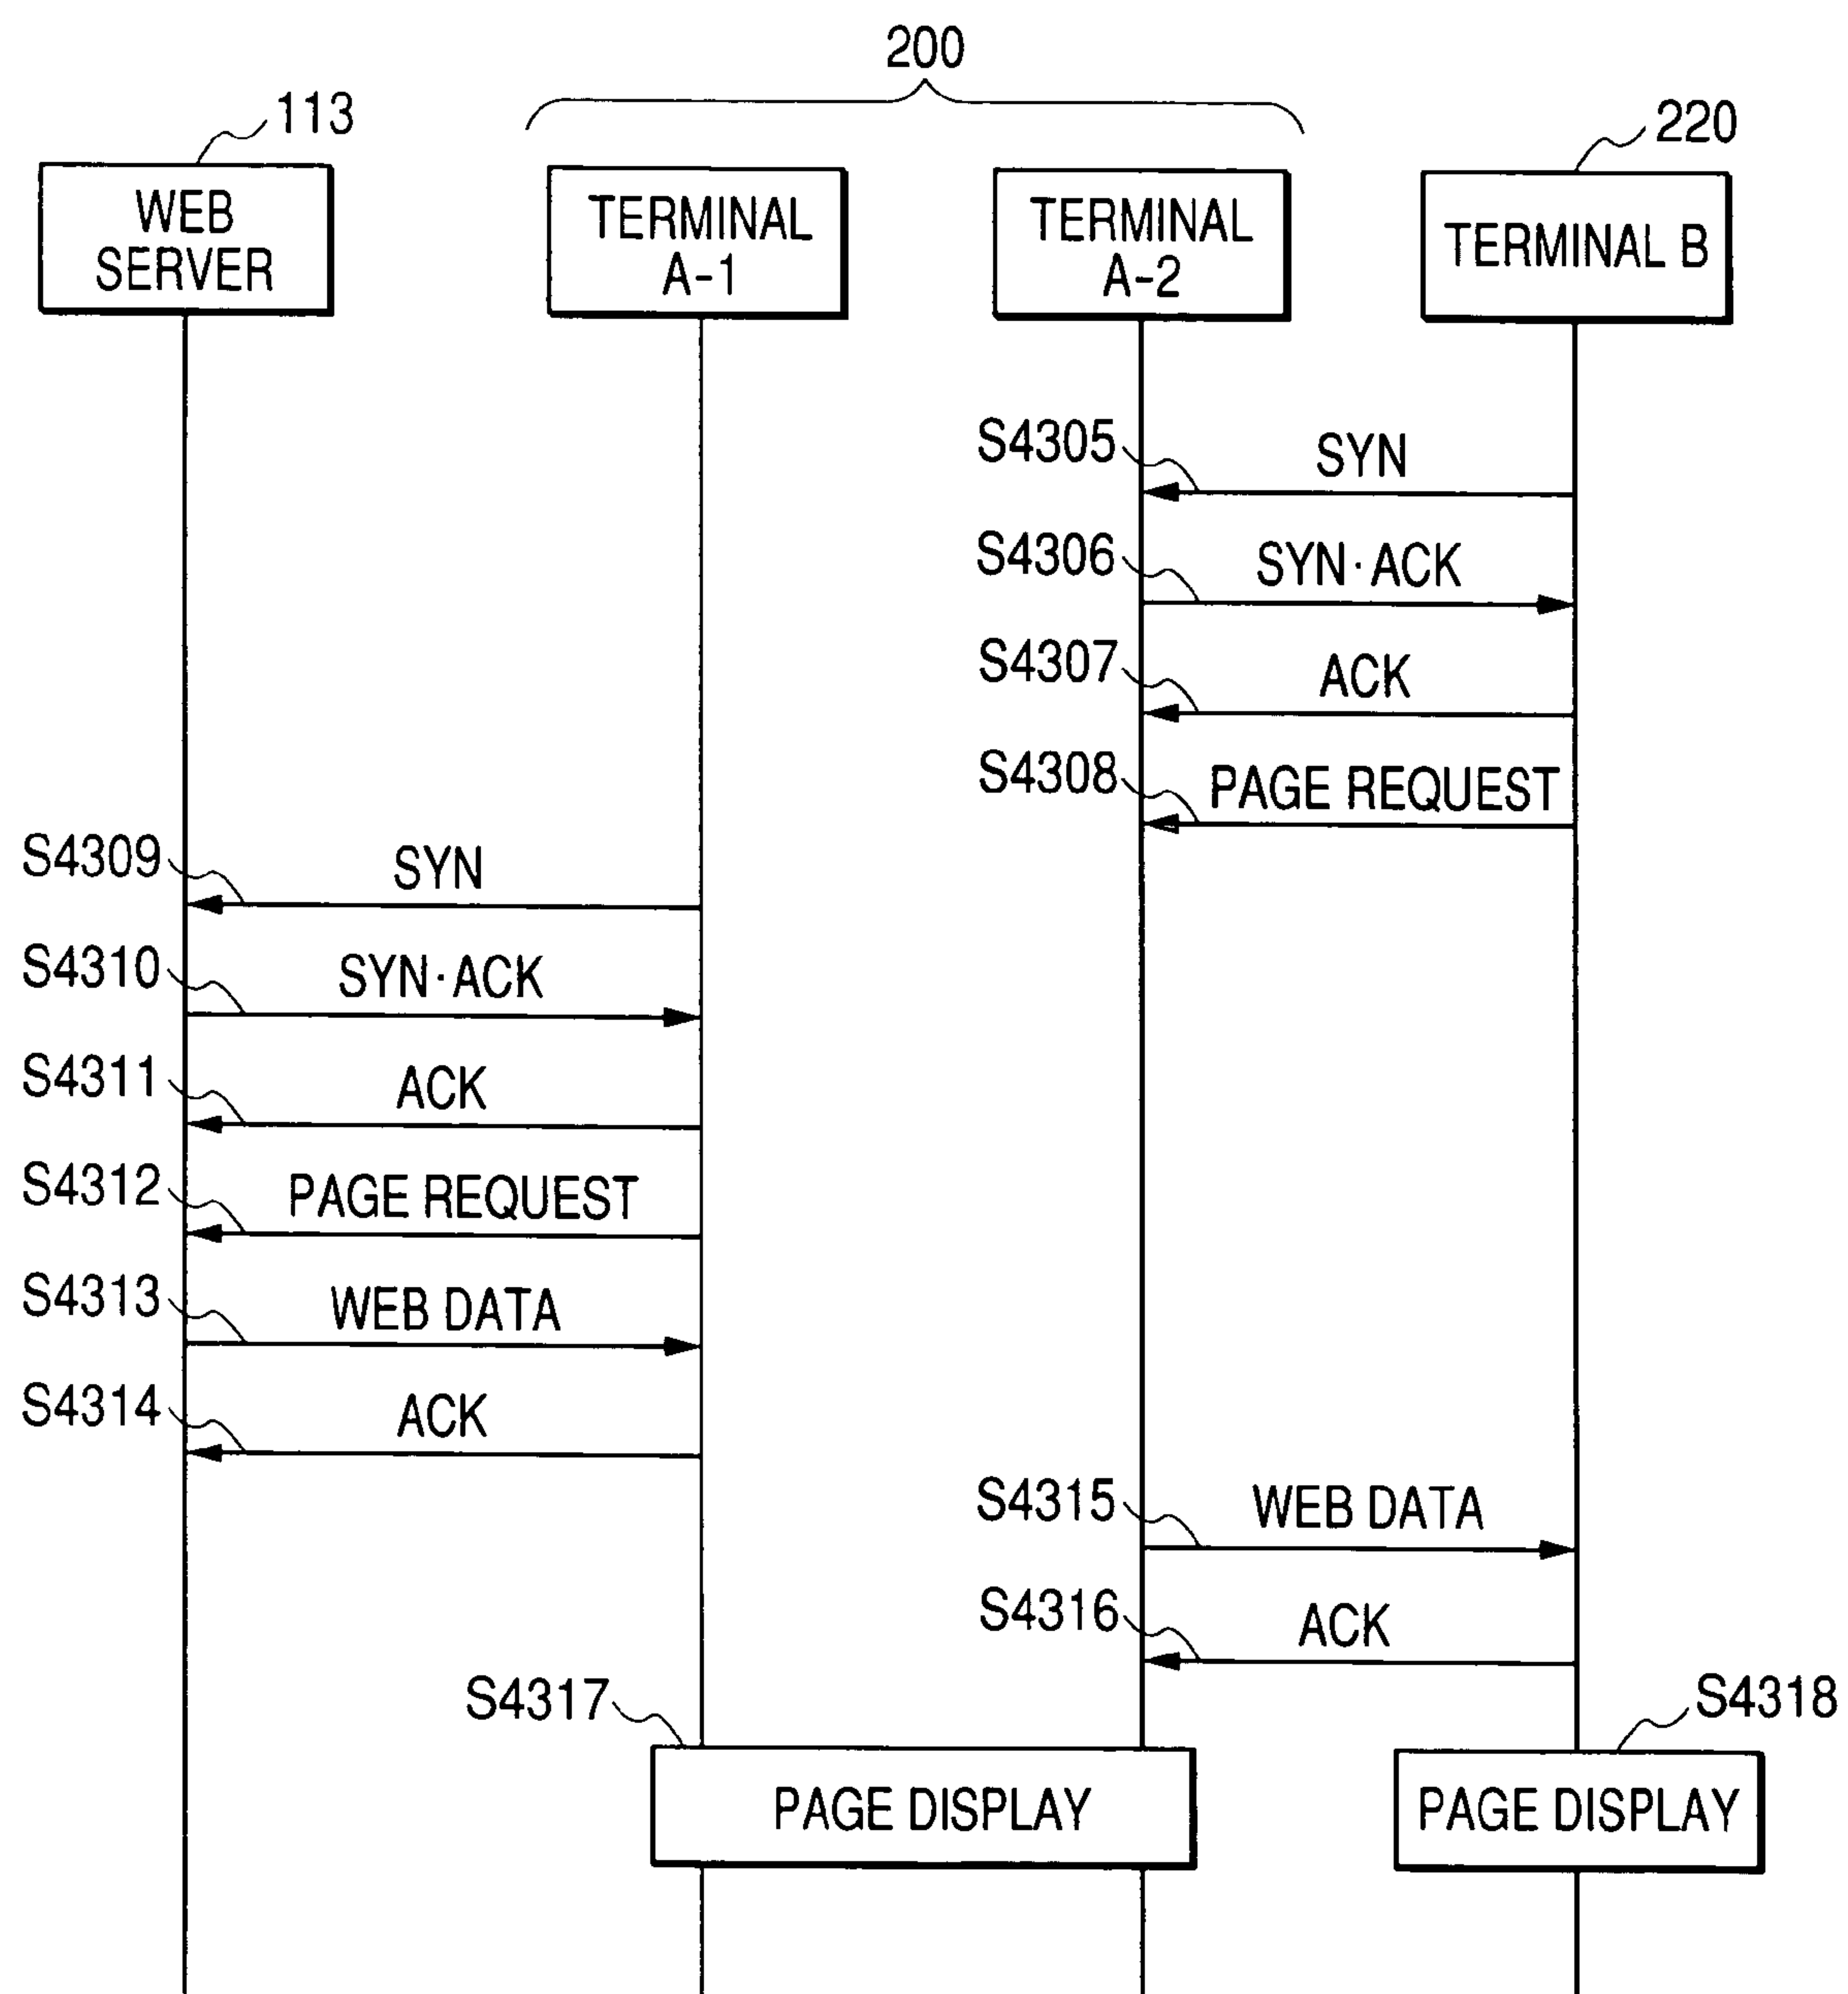 200
113
220
WEB
SERVER
TERMINAL
A-1
TERMINAL
A-2
TERMINAL B
S4305
SYN
S4306
SYN·ACK
S4307
ACK
S4308
PAGE REQUEST
S4309
SYN
S4310
SYN·ACK
S4311
ACK
S4312
PAGE REQUEST
S4313
WEB DATA
S4314
ACK
S4315
WEB DATA
S4316
ACK
S4317
S4318
PAGE DISPLAY
PAGE DISPLAY